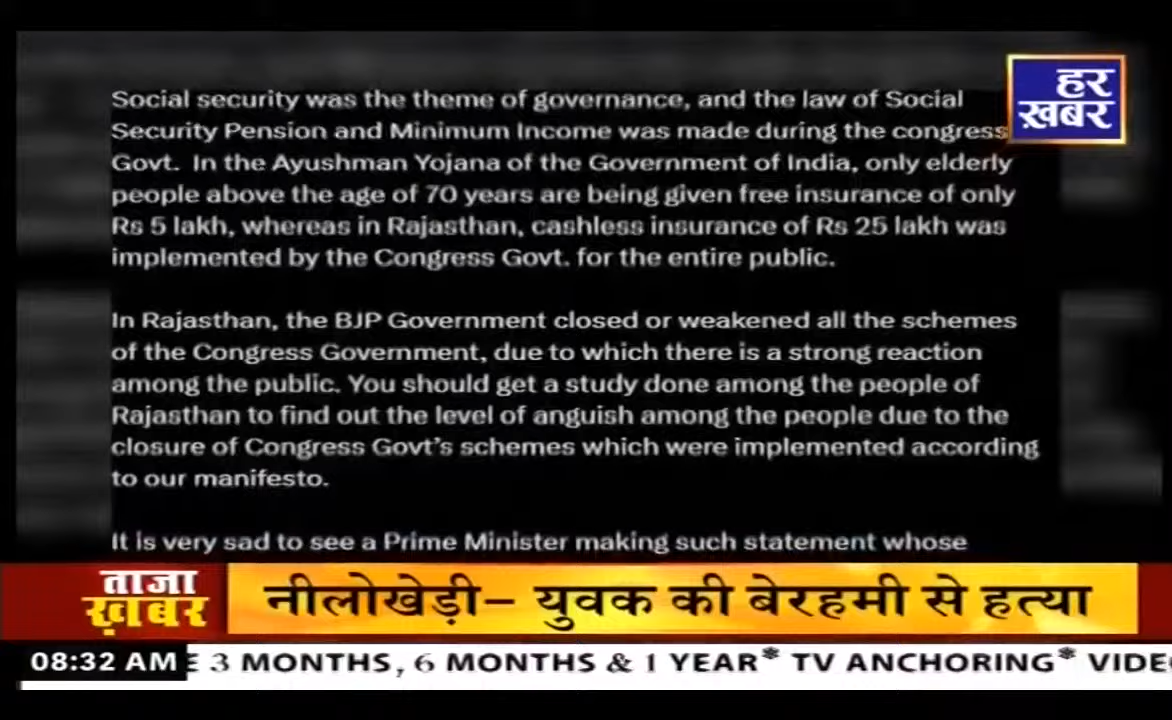 Social security was the theme of governance, and the law of Social
Security Pension and Minimum Income was made during the congress
Govt. In the Ayushman Yojana of the Government of India, only elderly
people above the age of 70 years are being given free insurance of only
Rs 5 lakh, whereas in Rajasthan, cashless insurance of Rs 25 lakh was
implemented by the Congress Govt. for the entire public.
In Rajasthan, the BJP Government closed or weakened all the schemes
of the Congress Government, due to which there is a strong reaction
among the public. You should get a study done among the people of
Rajasthan to find out the level of anguish among the people due to the
closure of Congress Govt's schemes which were implemented according
to our manifesto.
It is very sad to see a Prime Minister making such statement whose
हर
ख़बर
ताजा
ख़बर
नीलोखेड़ी– युवक की बेरहमी से हत्या
08:32 AM
3 MONTHS, 6 MONTHS & 1 YEAR* TV ANCHORING*